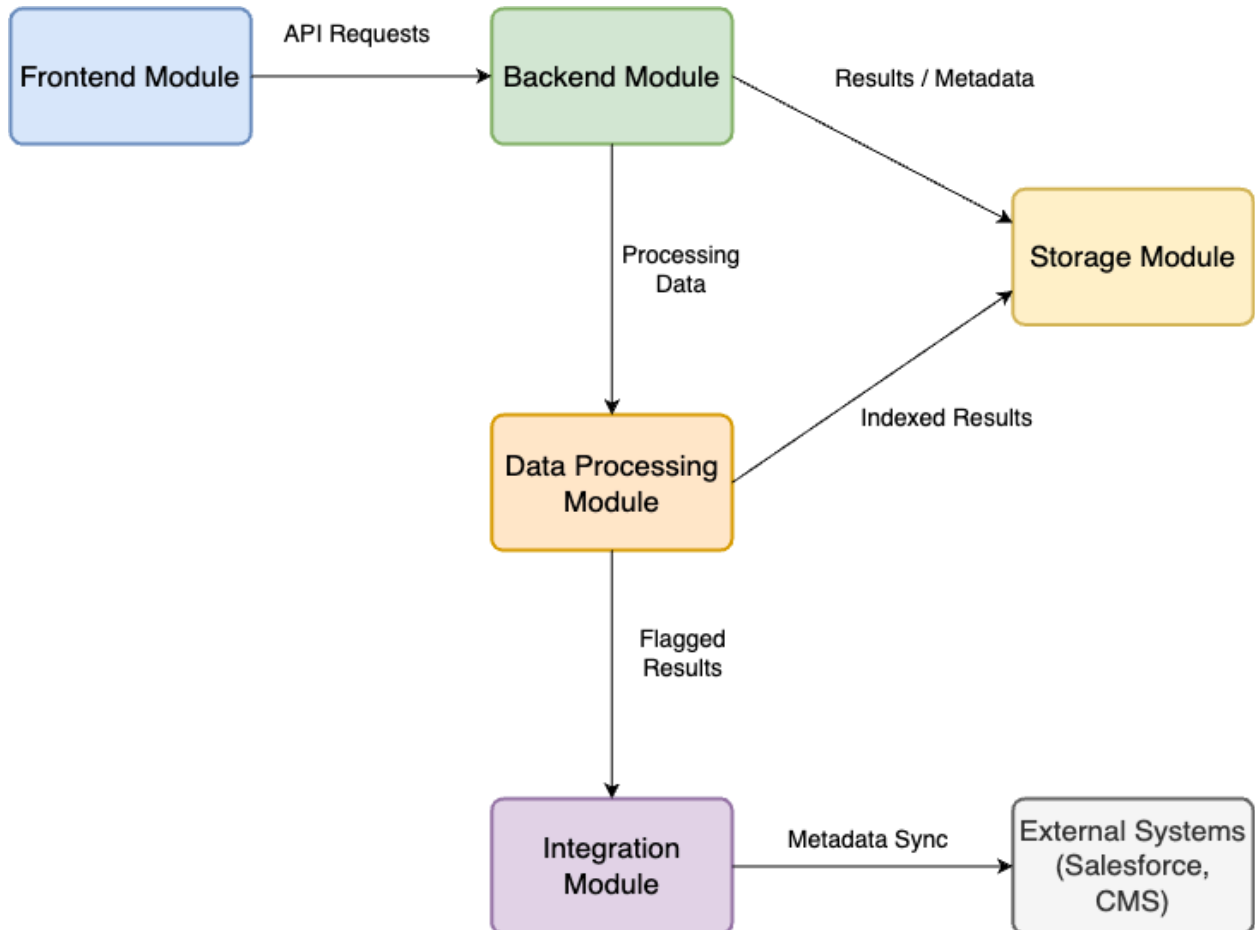 API Requests
Frontend Module
Backend Module
Results / Metadata
Processing
Data
Storage Module
Indexed Results
Data Processing
Module
Flagged
Results
Integration
Module
Metadata Sync
External Systems
(Salesforce,
CMS)